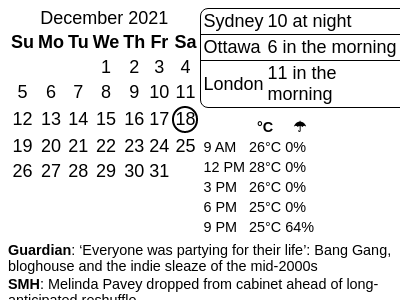 December 2021
Su Mo Tu We Th Fr Sa
1 2 3 4
5 6 7 8 9 10 11
12 13 14 15 16 17 18
19 20 21 22 23 24 25
26 27 28 29 30 31
Sydney 10 at night
Ottawa 6 in the morning
London 11 in the
morning
°C ☂
9 AM 26°C 0%
12 PM 28°C 0%
3 PM 26°C 0%
6 PM 25°C 0%
9 PM 25°C 64%
Guardian: ‘Everyone was partying for their life’: Bang Gang,
bloghouse and the indie sleaze of the mid-2000s
SMH: Melinda Pavey dropped from cabinet ahead of long-
anticipated reshuffle